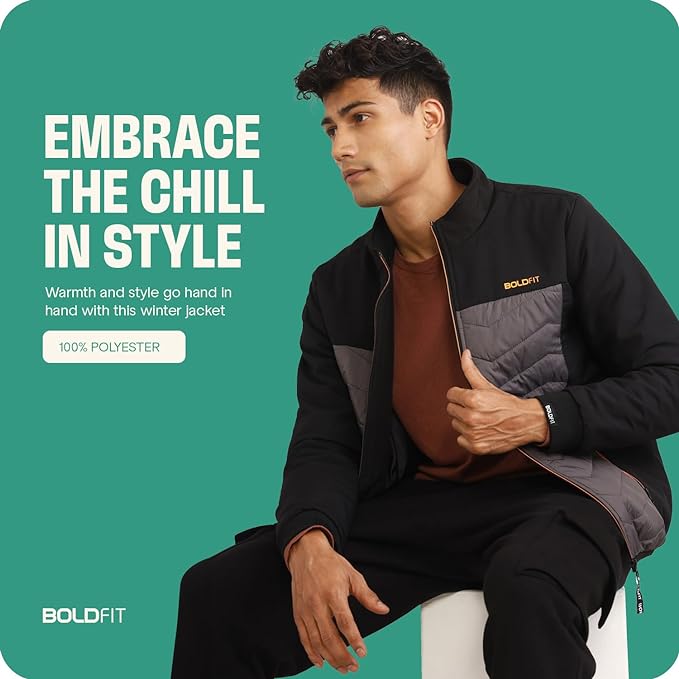 EMBRACE
THE CHILL
IN STYLE
Warmth and style go hand in
hand with this winter jacket
100% POLYESTER
BOLDFIT
BOLDFIT
BOLDFIT